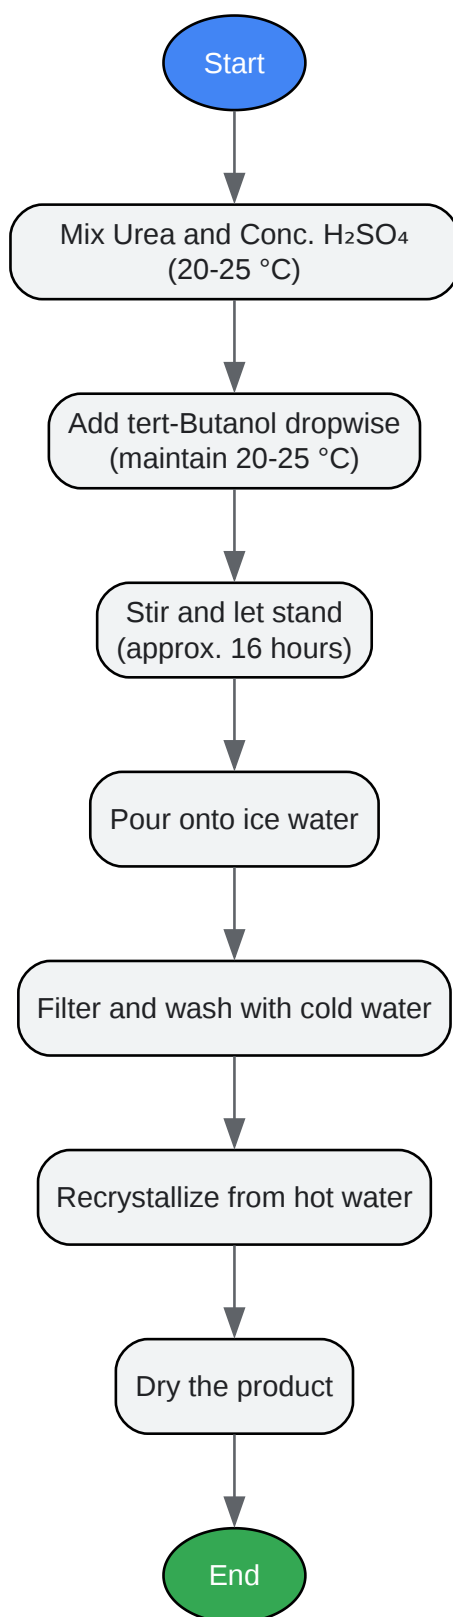 Start
Mix Urea and Conc. H₂SO₄
(20-25 °C)
Add tert-Butanol dropwise
(maintain 20-25 °C)
Stir and let stand
(approx. 16 hours)
Pour onto ice water
Filter and wash with cold water
Recrystallize from hot water
Dry the product
End